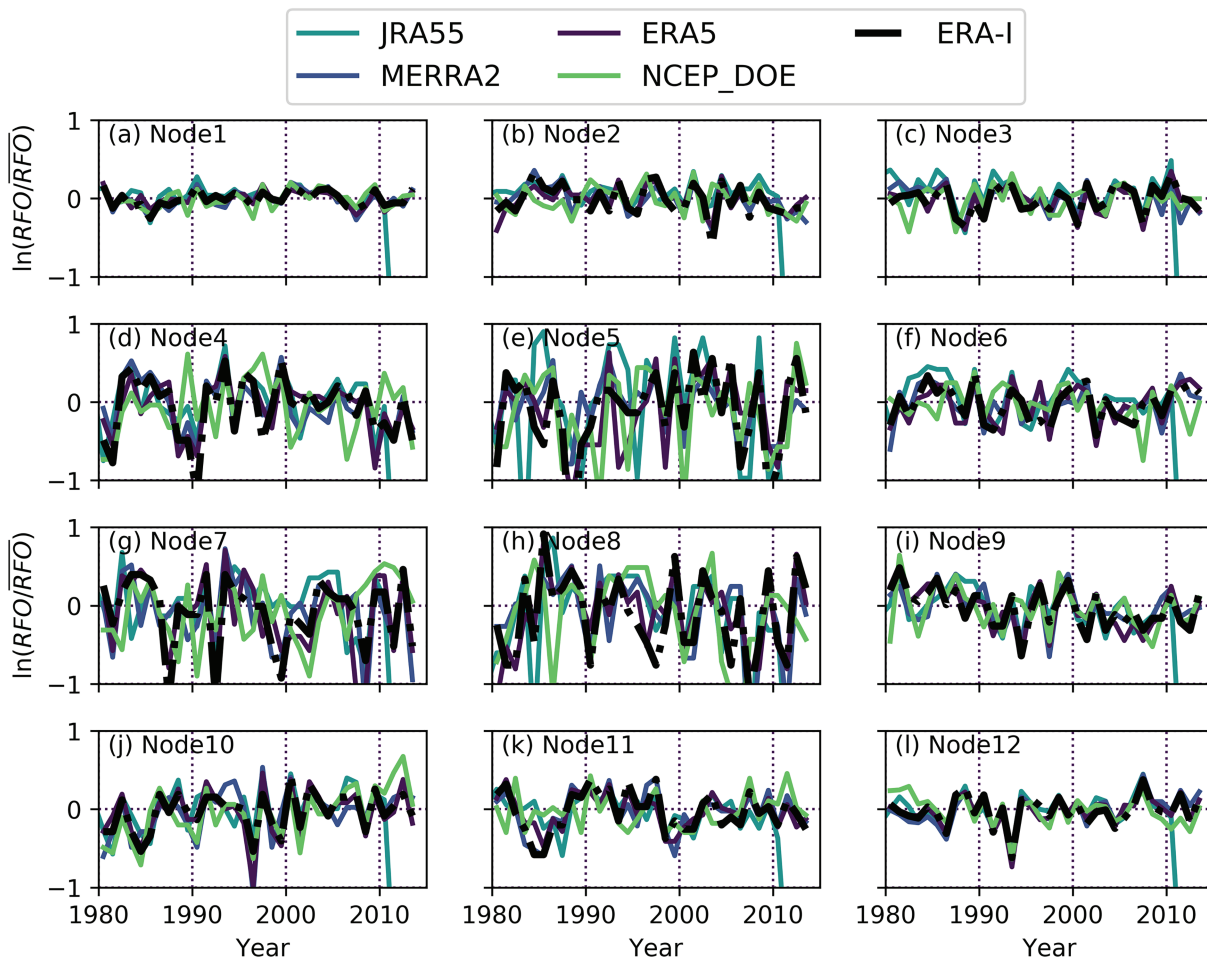 JRA55 ERA5 ERA-I
MERRA2 NCEP_DOE
(a) Node1 (b) Node2 (c) Node3
1
0
−1
ln(RFO/R̅F̅O̅)
(d) Node4 (e) Node5 (f) Node6
1
0
−1
(g) Node7 (h) Node8 (i) Node9
1
0
−1
ln(RFO/R̅F̅O̅)
(j) Node10 (k) Node11 (l) Node12
1
0
−1
1980 1990 2000 2010 1980 1990 2000 2010 1980 1990 2000 2010
Year Year Year